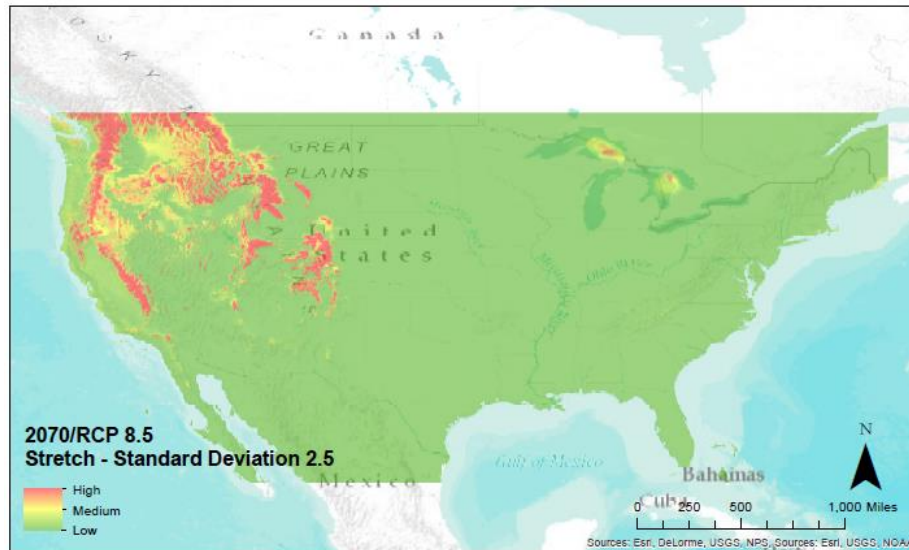 Canada
GREAT
PLAINS
United
States
Ohio River
2070/RCP 8.5
Stretch - Standard Deviation 2.5
High
Medium
Low
Mexico
Gulf of Mexico
Bahamas
Cuba
N
0 250 500 1,000 Miles
Sources: Esri, DeLorme, USGS, NPS, Sources: Esri, USGS, NOAA